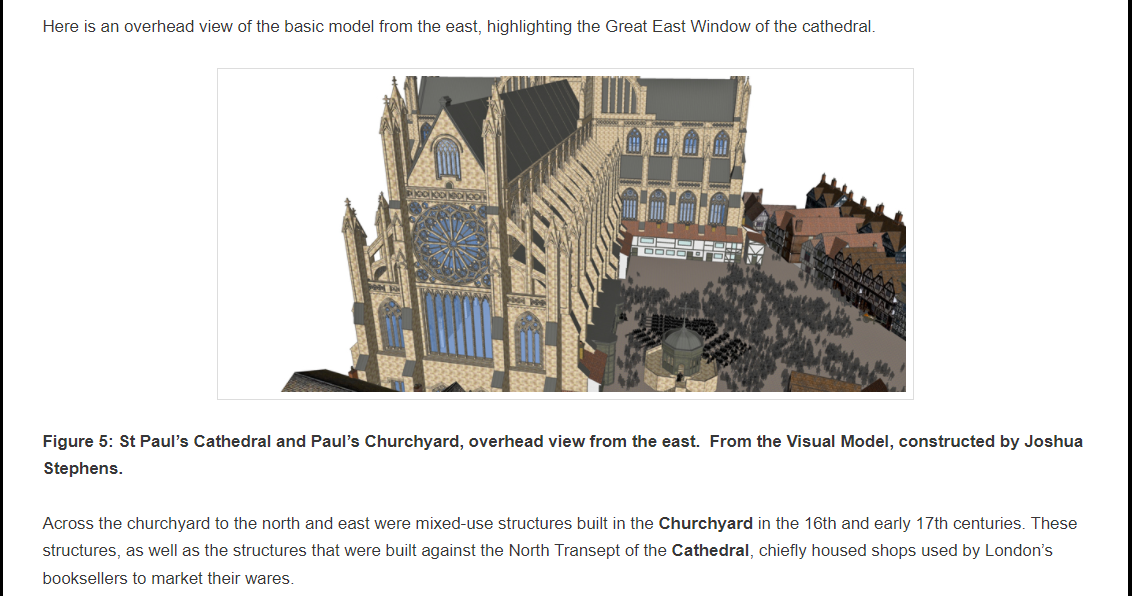 Here is an overhead view of the basic model from the east, highlighting the Great East Window of the cathedral.
Figure 5: St Paul’s Cathedral and Paul’s Churchyard, overhead view from the east.  From the Visual Model, constructed by Joshua
Stephens.
Across the churchyard to the north and east were mixed-use structures built in the Churchyard in the 16th and early 17th centuries. These
structures, as well as the structures that were built against the North Transept of the Cathedral, chiefly housed shops used by London’s
booksellers to market their wares.